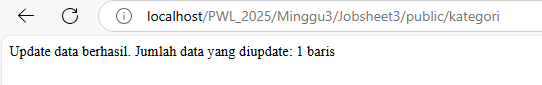 localhost/PWL_2025/Minggu3/Jobsheet3/public/kategori
Update data berhasil. Jumlah data yang diupdate: 1 baris